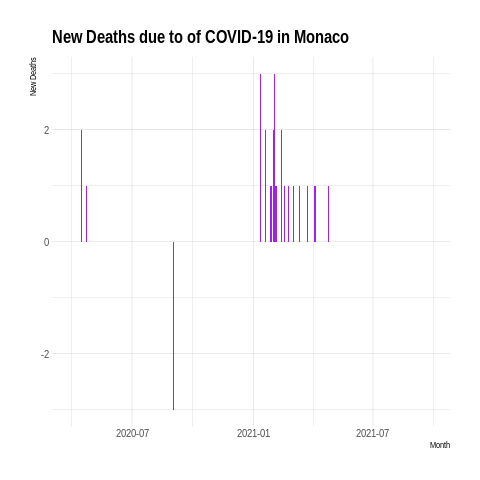 New Deaths due to of COVID-19 in Monaco
New Deaths
2
0
-2
2020-07
2021-01
2021-07
Month